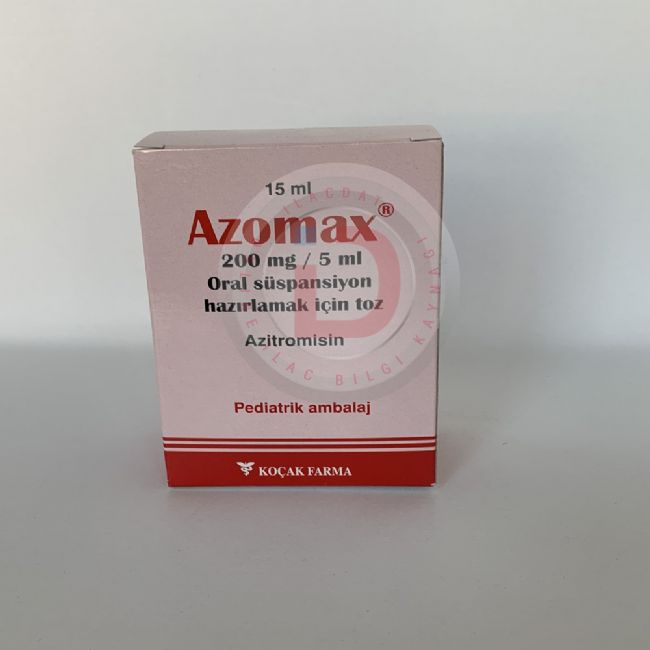 15 ml
Azomax®
200 mg / 5 ml
Oral süspansiyon
hazırlamak için toz
Azitromisin
Pediatrik ambalaj
KOÇAK FARMA
İLACDAN
BİLGİ KAYNAĞI